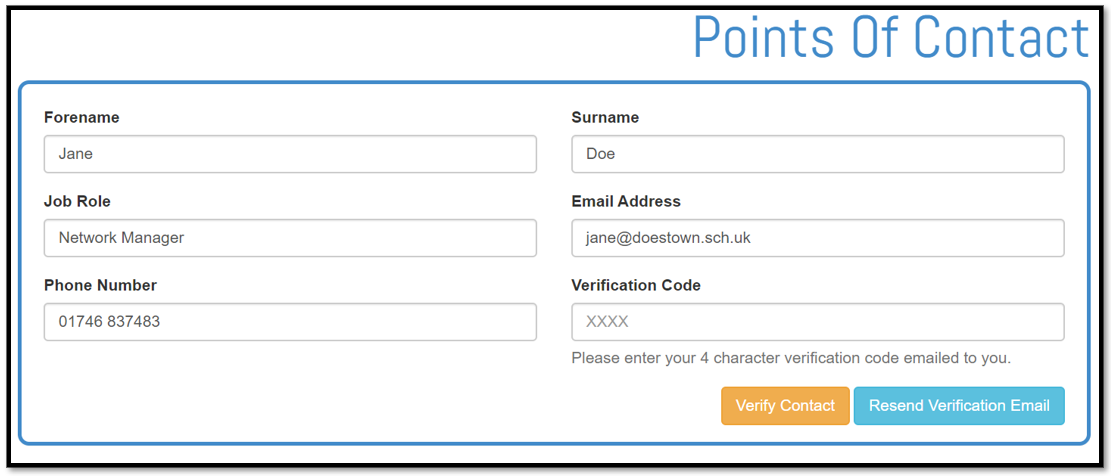 Points Of Contact
Forename
Surname
Jane
Doe
Job Role
Email Address
Network Manager
jane@doestown.sch.uk
Phone Number
Verification Code
01746 837483
XXXX
Please enter your 4 character verification code emailed to you.
Verify Contact
Resend Verification Email